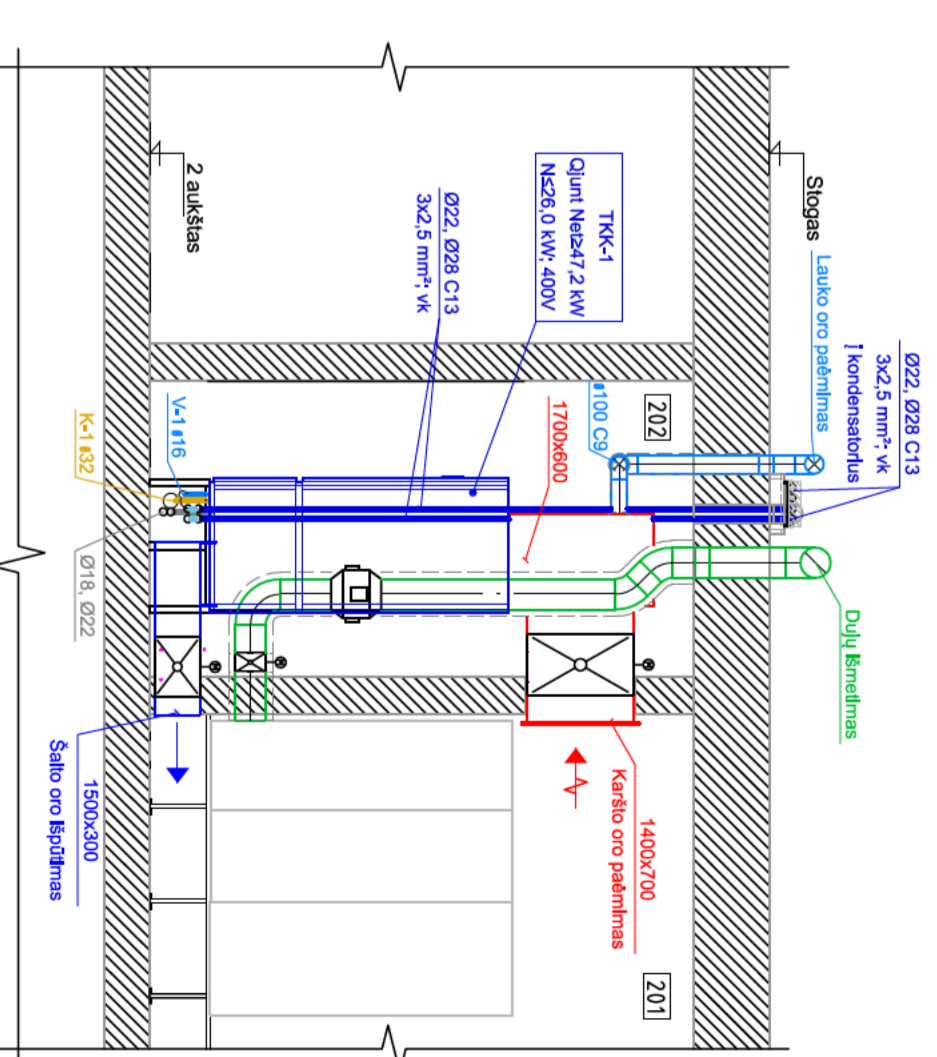 Stogas
Lauko oro paėmimas
Ø22, Ø28 C13
3x2,5 mm²; vk
Į kondensatorius
Dujų išmetimas
TKK-1
Qjunt Net≥47,2 kW
N≤26,0 kW; 400V
Ø22, Ø28 C13
3x2,5 mm²; vk
ø100 C9
1700x600
202
1400x700
Karšto oro paėmimas
201
2 aukštas
V-1 ø16
K-1 ø32
Ø18, Ø22
1500x300
Šalto oro išpūtimas